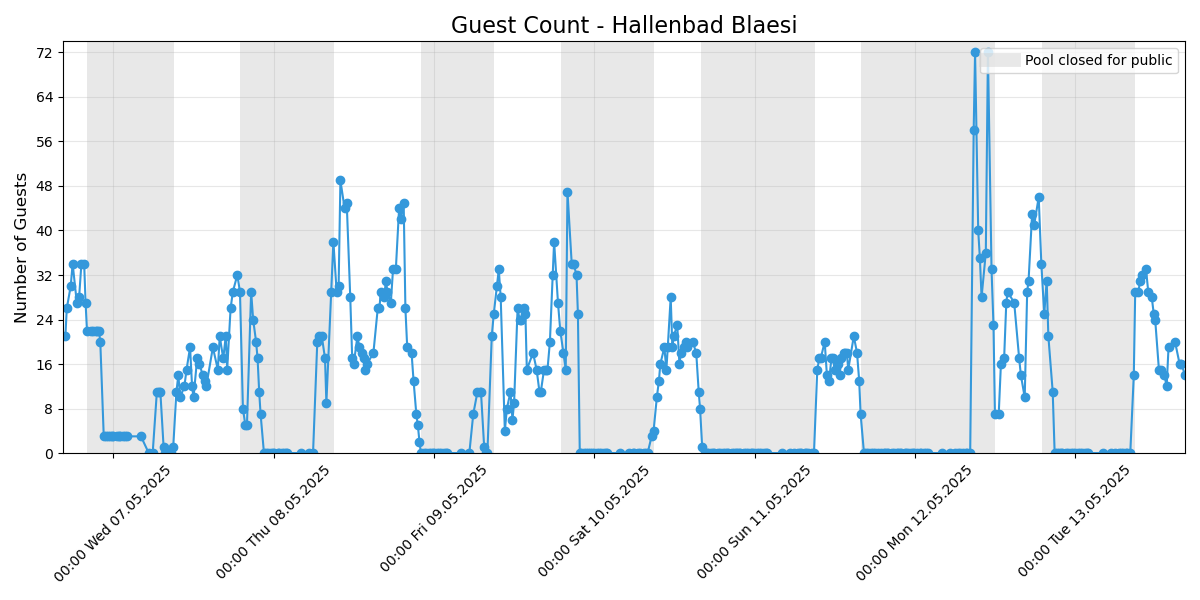 Guest Count - Hallenbad Blaesi
Pool closed for public
Number of Guests
72
64
56
48
40
32
24
16
8
0
00:00 Wed 07.05.2025
00:00 Thu 08.05.2025
00:00 Fri 09.05.2025
00:00 Sat 10.05.2025
00:00 Sun 11.05.2025
00:00 Mon 12.05.2025
00:00 Tue 13.05.2025